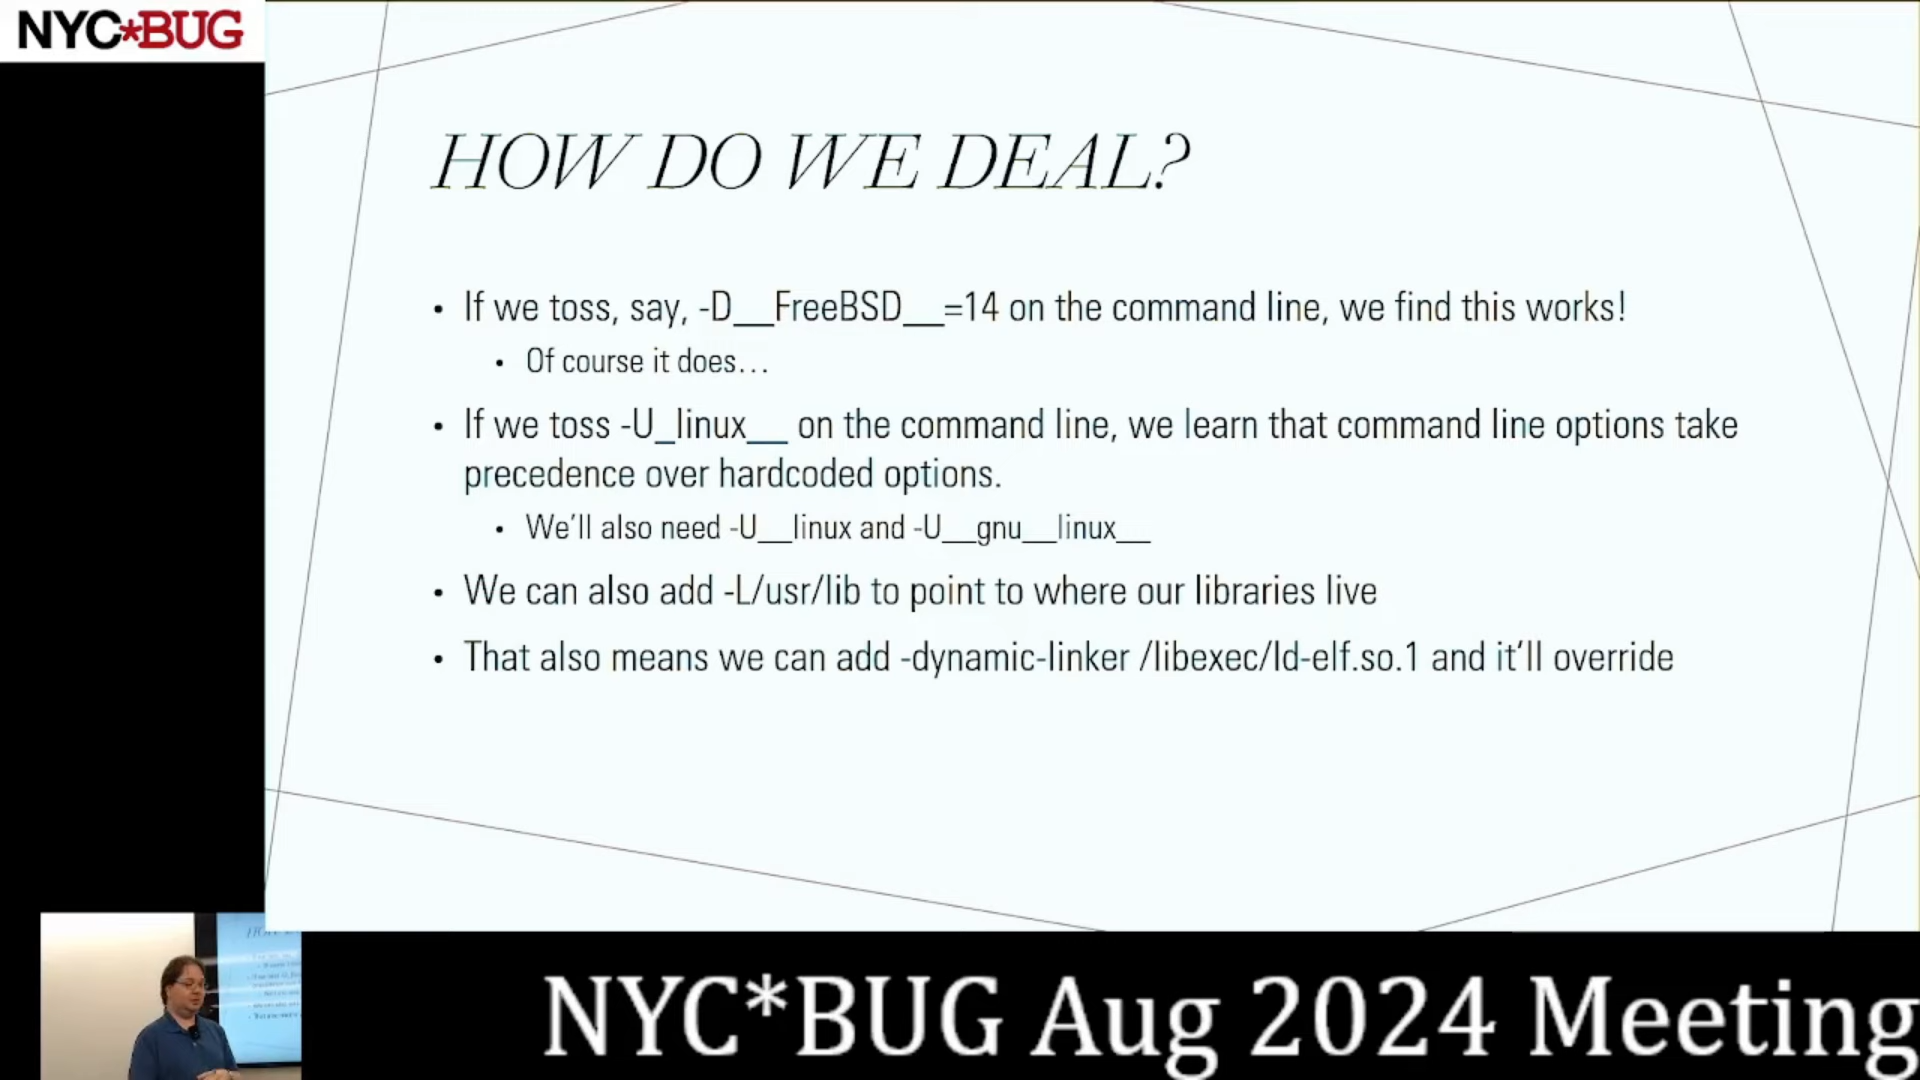 NYC*BUG
HOW DO WE DEAL?
• If we toss, say, -D__FreeBSD__=14 on the command line, we find this works!
• Of course it does…
• If we toss -U_linux__ on the command line, we learn that command line options take
precedence over hardcoded options.
• We'll also need -U__linux and -U__gnu__linux__
• We can also add -L/usr/lib to point to where our libraries live
• That also means we can add -dynamic-linker /libexec/ld-elf.so.1 and it'll override
NYC*BUG Aug 2024 Meeting